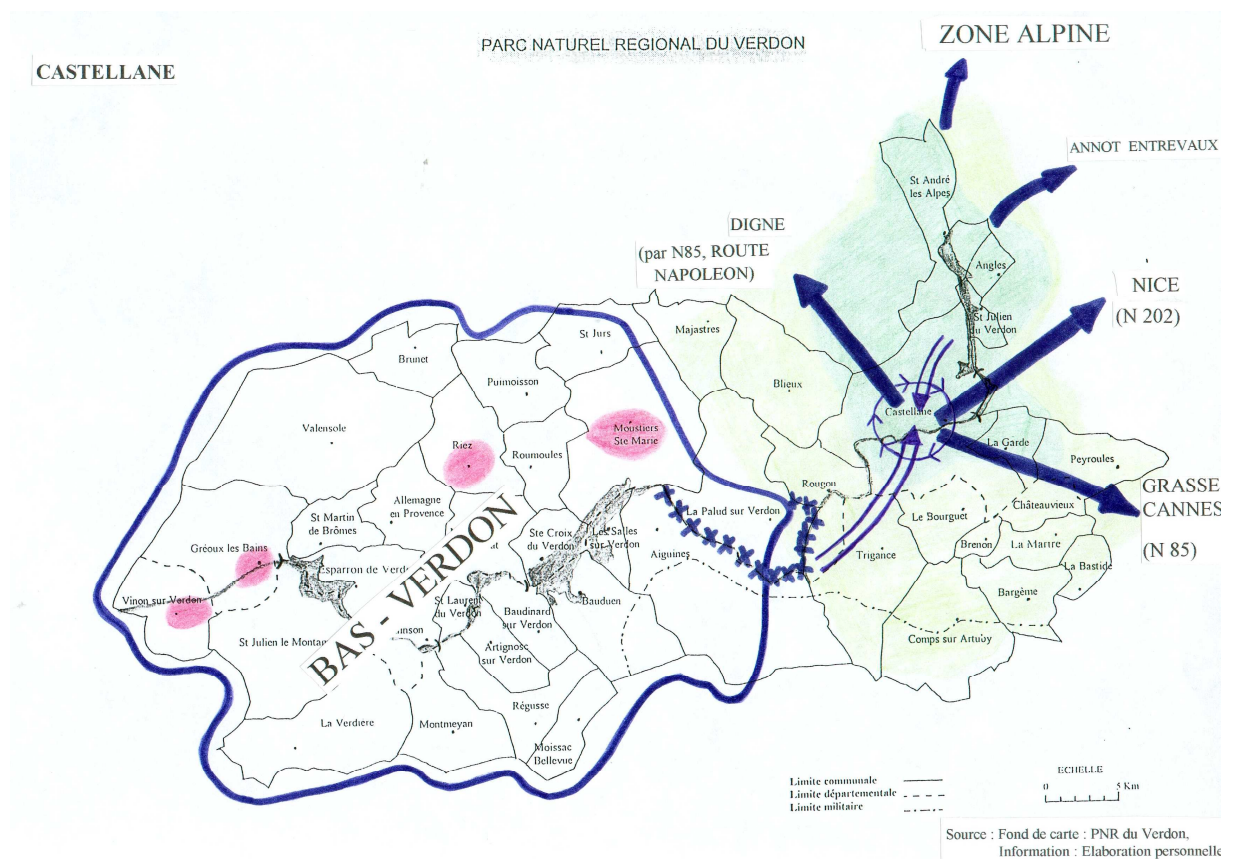 ZONE ALPINE
PARC NATUREL REGIONAL DU VERDON
CASTELLANE
ANNOT ENTREVAUX
St André
les Alpes
DIGNE
(par N85, ROUTE
NAPOLEON)
Angles
NICE
(N 202)
St Julien
du Verdon
St Jurs
Majastres
Brunet
Puimoisson
Blieux
Castellane
Valensole
Moustiers
Ste Marie
Riez
Roumoules
La Garde
Peyroules
Rougon
GRASSE
CANNES
(N 85)
Allemagne
en Provence
La Palud sur Verdon
Châteauvieux
Le Bourguet
St Martin
de Brômes
Ste Croix
du Verdon
Les Salles
sur Verdon
Brenon
La Martre
Gréoux les Bains
Aiguines
Trigance
La Bastide
Esparron de Verd
BAS - VERDON
Vinon sur Verdon
St Laurent
du Verdon
Baudinard
sur Verdon
Bauduen
Bargème
St Julien le Montar
inson
Artignosc
sur Verdon
Comps sur Artuby
Régusse
La Verdière
Montmeyan
Moissac
Bellevue
Limite communale
Limite départementale
Limite militaire
ECHELLE
0 5 Km
Source : Fond de carte : PNR du Verdon,
Information : Elaboration personnelle